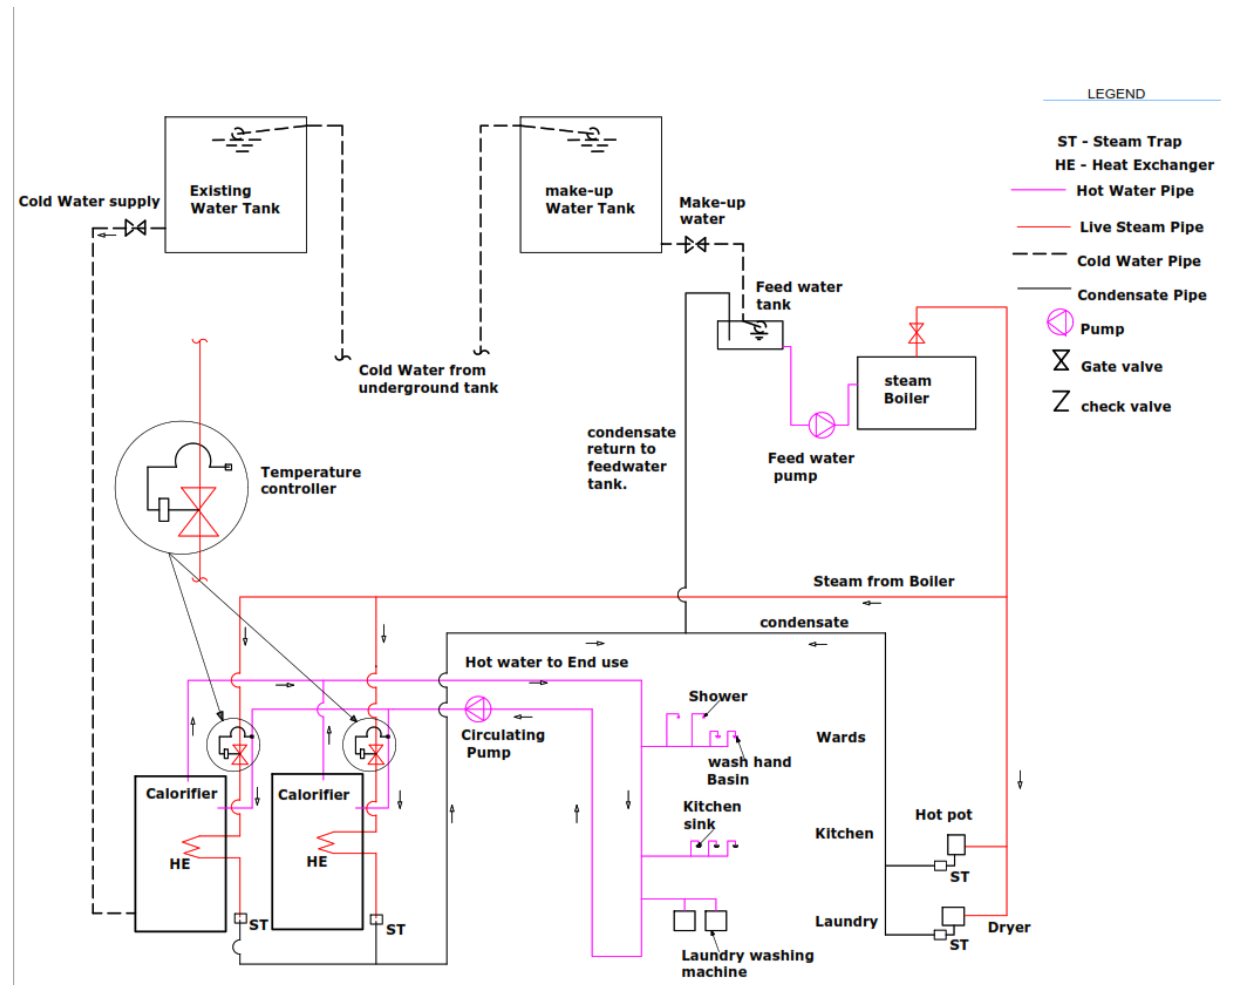 LEGEND
ST - Steam Trap
HE - Heat Exchanger
Hot Water Pipe
Live Steam Pipe
Cold Water Pipe
Condensate Pipe
Pump
Gate valve
check valve
Existing
Water Tank
make-up
Water Tank
Cold Water supply
Make-up
water
Feed water
tank
Cold Water from
underground tank
steam
Boiler
condensate
return to
feedwater
tank.
Feed water
pump
Temperature
controller
Steam from Boiler
condensate
Hot water to End use
Shower
Circulating
Pump
Wards
wash hand
Basin
Calorifier
Calorifier
Kitchen
sink
Hot pot
Kitchen
HE
HE
ST
ST
ST
Laundry
Dryer
ST
Laundry washing
machine